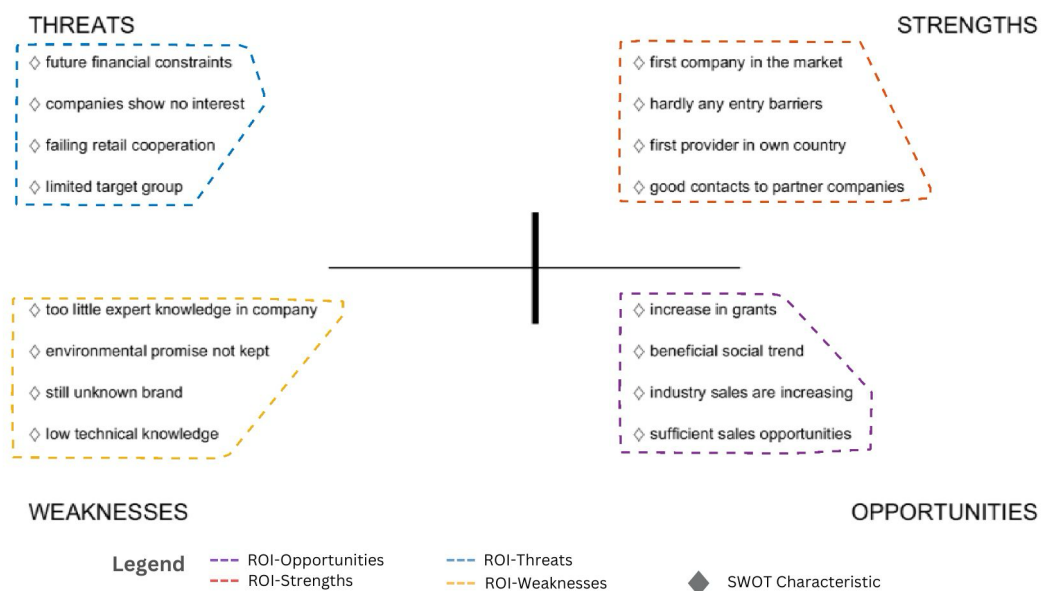 THREATS
future financial constraints
companies show no interest
failing retail cooperation
limited target group
STRENGTHS
first company in the market
hardly any entry barriers
first provider in own country
good contacts to partner companies
too little expert knowledge in company
environmental promise not kept
still unknown brand
low technical knowledge
WEAKNESSES
increase in grants
beneficial social trend
industry sales are increasing
sufficient sales opportunities
OPPORTUNITIES
Legend
ROI-Opportunities
ROI-Strengths
ROI-Threats
ROI-Weaknesses
SWOT Characteristic